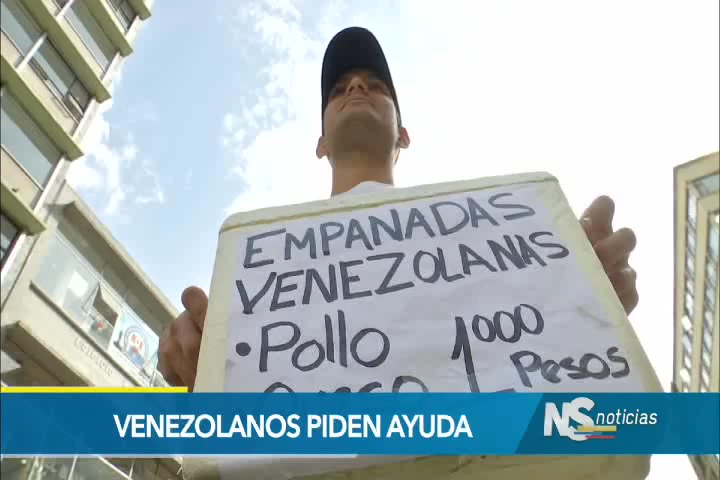 EMPANADAS
VENEZOLANAS
• Pollo 1000
Pesos
VENEZOLANOS PIDEN AYUDA
NS noticias